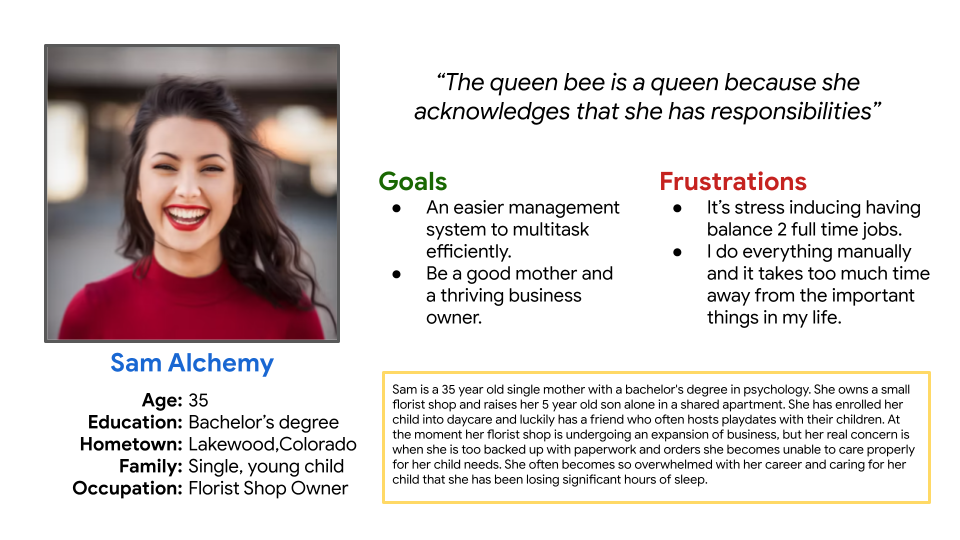 “The queen bee is a queen because she
acknowledges that she has responsibilities”
Goals
● An easier management
system to multitask
efficiently.
● Be a good mother and
a thriving business
owner.
Frustrations
● It’s stress inducing having
balance 2 full time jobs.
● I do everything manually
and it takes too much time
away from the important
things in my life.
Sam Alchemy
Age: 35
Education: Bachelor’s degree
Hometown: Lakewood,Colorado
Family: Single, young child
Occupation: Florist Shop Owner
Sam is a 35 year old single mother with a bachelor's degree in psychology. She owns a small
florist shop and raises her 5 year old son alone in a shared apartment. She has enrolled her
child into daycare and luckily has a friend who often hosts playdates with their children. At
the moment her florist shop is undergoing an expansion of business, but her real concern is
when she is too backed up with paperwork and orders she becomes unable to care properly
for her child needs. She often becomes so overwhelmed with her career and caring for her
child that she has been losing significant hours of sleep.